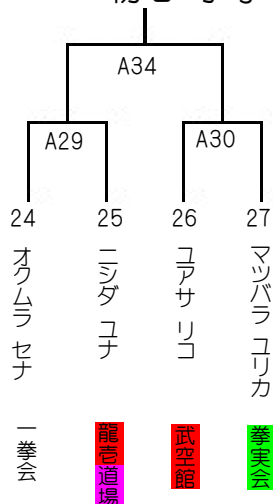 A34
A29
A30
24
25
26
27
オクムラ セナ
ニシダ ユナ
ユアサ リコ
マツバラ ユリカ
一拳会
龍壱道場
武空館
拳実会